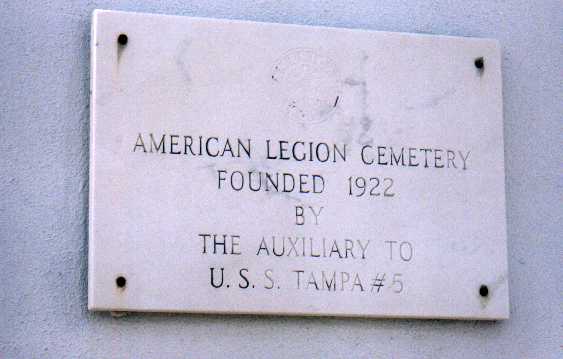 AMERICAN LEGION CEMETERY
FOUNDED 1922
BY
THE AUXILIARY TO
U.S.S. TAMPA #5